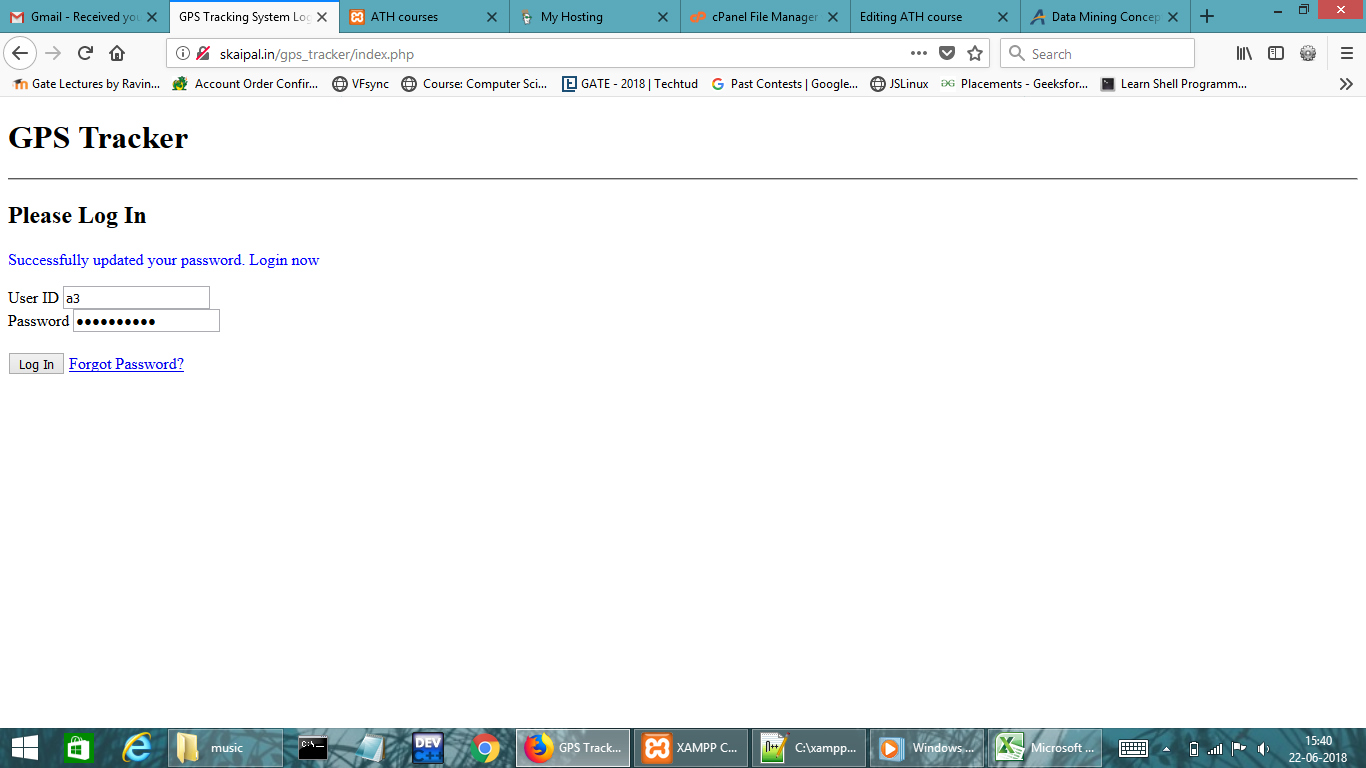 Gmail - Received you
GPS Tracking System Log
ATH courses
My Hosting
cPanel File Manager
Editing ATH course
Data Mining Concep
skaipal.in/gps_tracker/index.php
Search
Gate Lectures by Ravin...
Account Order Confir...
VFsync
Course: Computer Sci...
GATE - 2018 | Techtud
Past Contests | Google...
JSLinux
Placements - Geeksfor...
Learn Shell Programm...
GPS Tracker
Please Log In
Successfully updated your password. Login now
User ID a3
Password ••••••••••
Log In Forgot Password?
music
C:\
DEV
C++
GPS Track...
XAMPP C...
C:\xampp...
Windows ...
Microsoft ...
15:40
22-06-2018